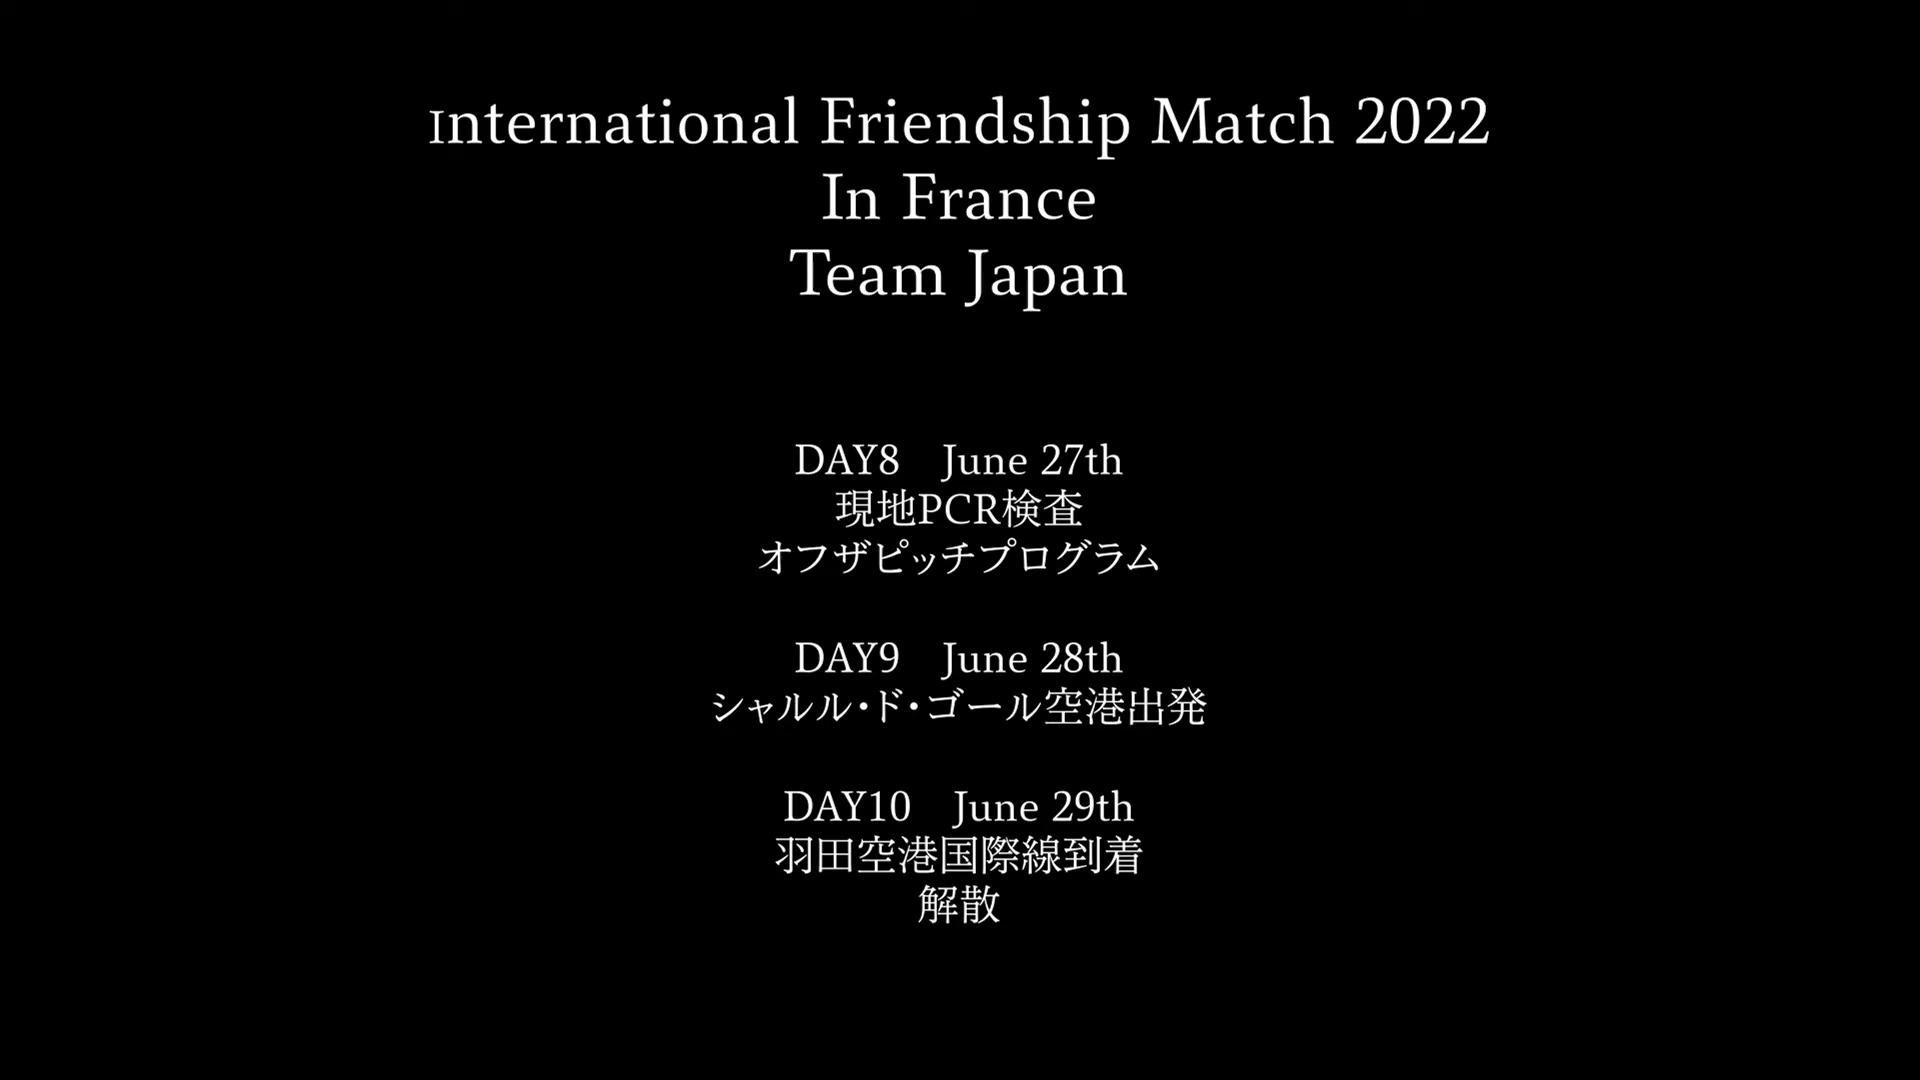 International Friendship Match 2022
In France
Team Japan
DAY8　June 27th
現地PCR検査
オフザピッチプログラム
DAY9　June 28th
シャルル・ド・ゴール空港出発
DAY10　June 29th
羽田空港国際線到着
解散